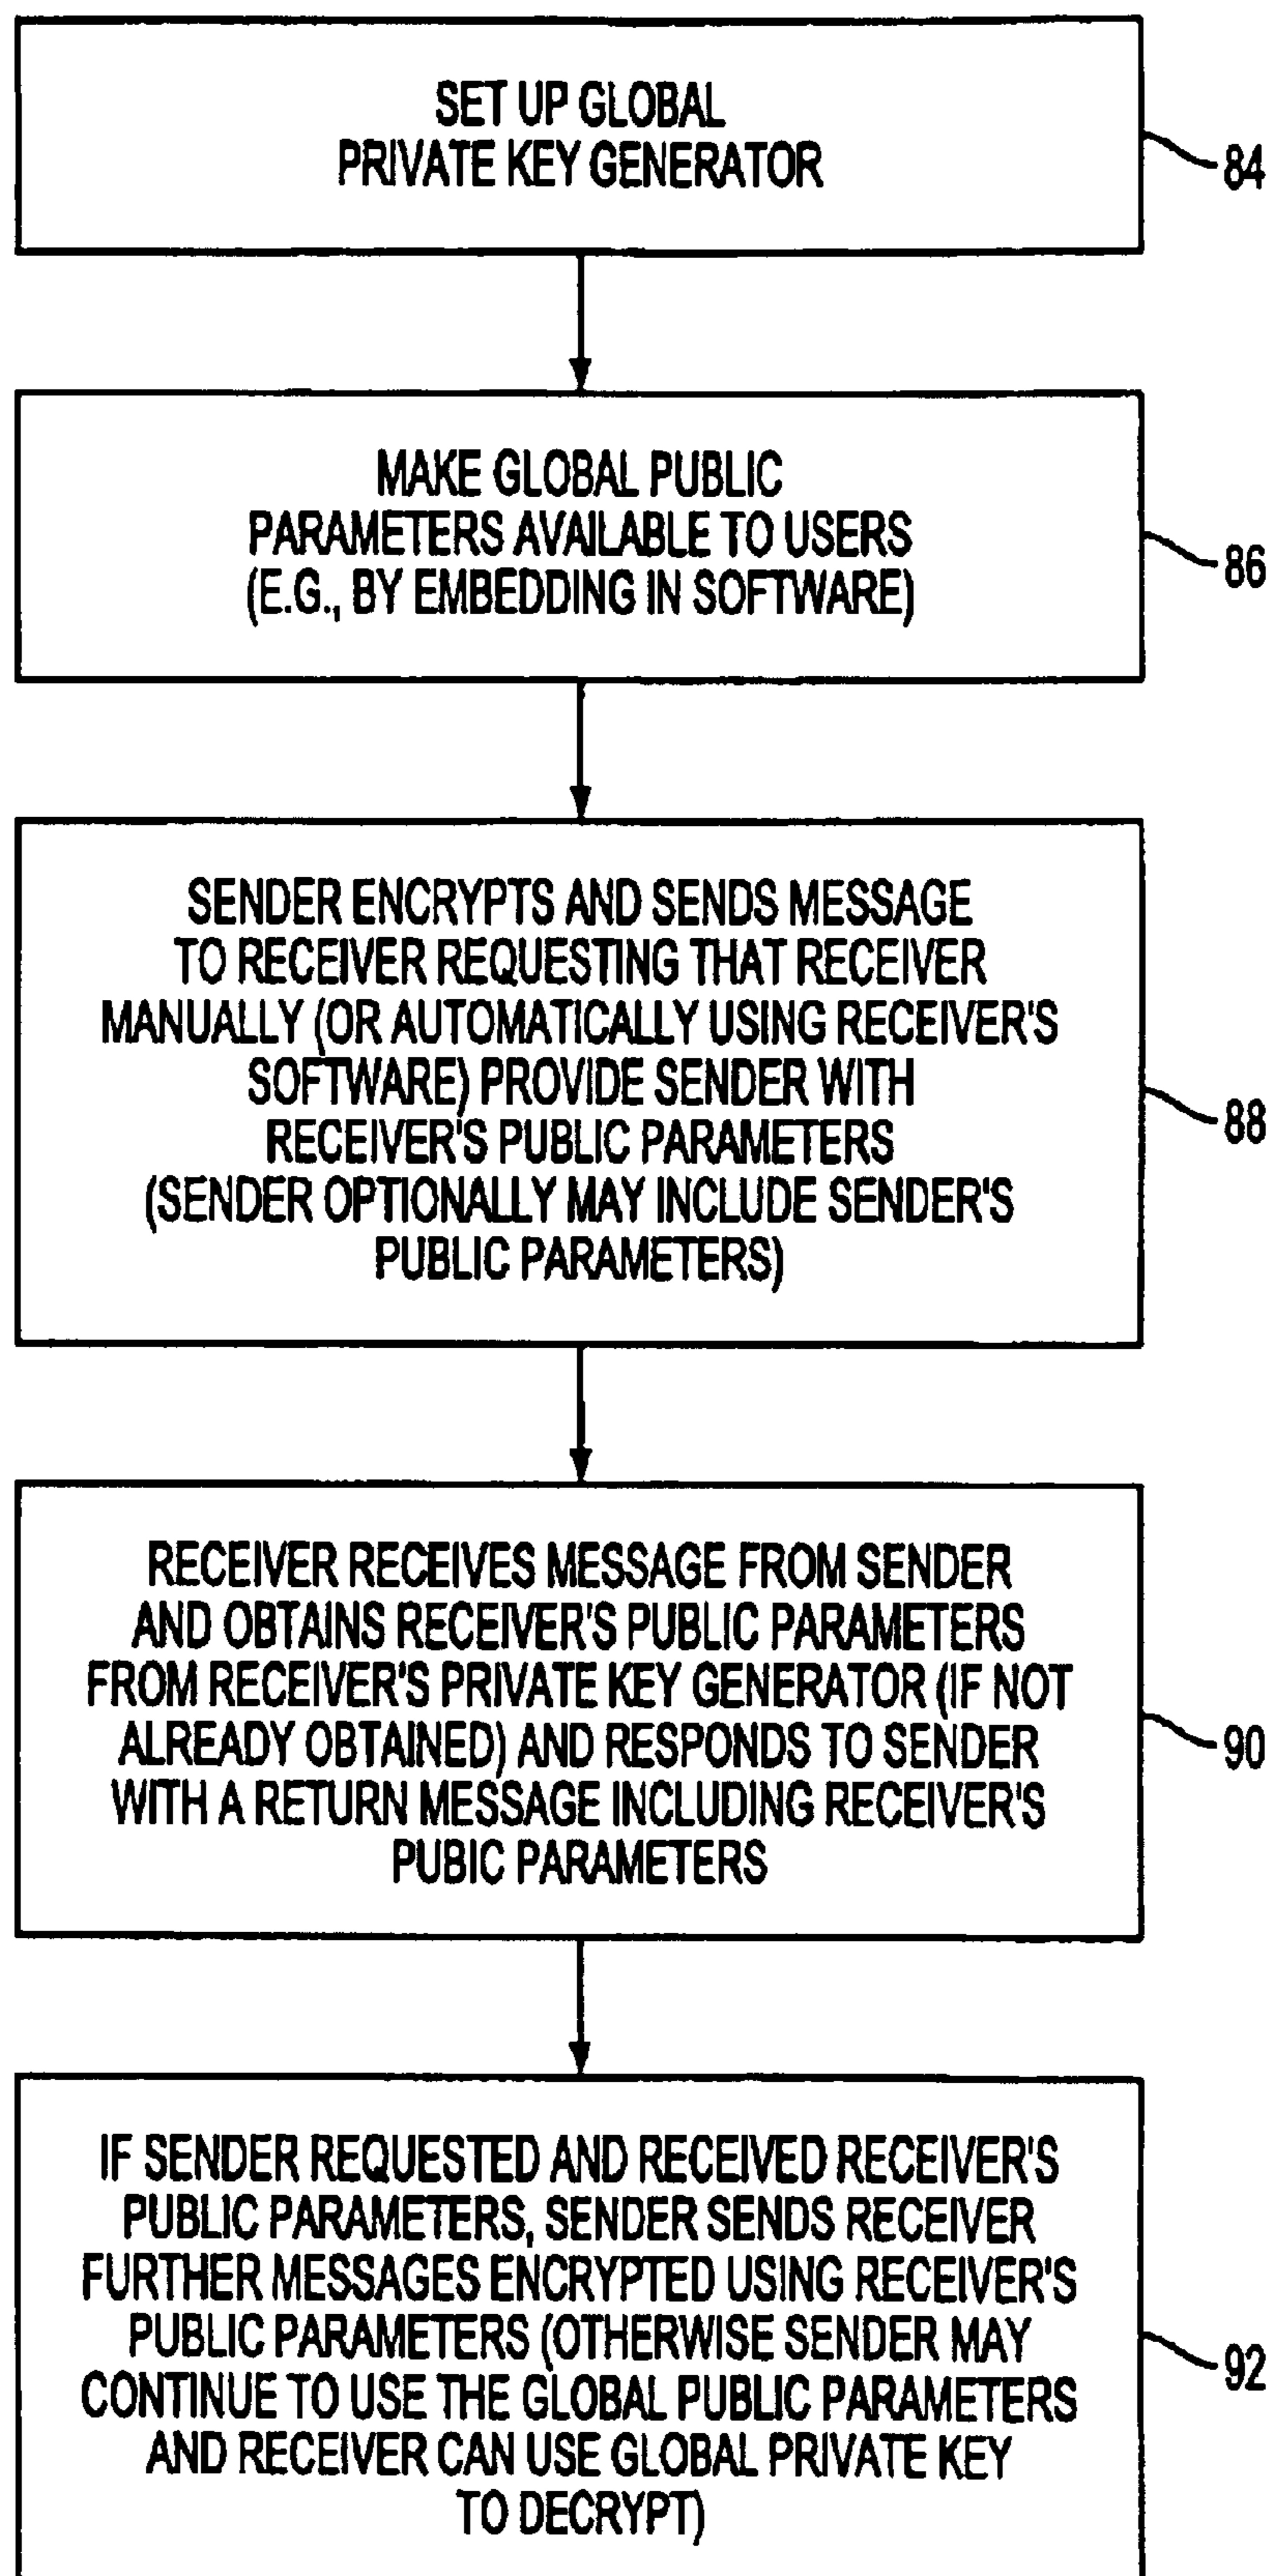 SET UP GLOBAL
PRIVATE KEY GENERATOR
84
MAKE GLOBAL PUBLIC
PARAMETERS AVAILABLE TO USERS
(E.G., BY EMBEDDING IN SOFTWARE)
86
SENDER ENCRYPTS AND SENDS MESSAGE
TO RECEIVER REQUESTING THAT RECEIVER
MANUALLY (OR AUTOMATICALLY USING RECEIVER'S
SOFTWARE) PROVIDE SENDER WITH
RECEIVER'S PUBLIC PARAMETERS
(SENDER OPTIONALLY MAY INCLUDE SENDER'S
PUBLIC PARAMETERS)
88
RECEIVER RECEIVES MESSAGE FROM SENDER
AND OBTAINS RECEIVER'S PUBLIC PARAMETERS
FROM RECEIVER'S PRIVATE KEY GENERATOR (IF NOT
ALREADY OBTAINED) AND RESPONDS TO SENDER
WITH A RETURN MESSAGE INCLUDING RECEIVER'S
PUBIC PARAMETERS
90
IF SENDER REQUESTED AND RECEIVED RECEIVER'S
PUBLIC PARAMETERS, SENDER SENDS RECEIVER
FURTHER MESSAGES ENCRYPTED USING RECEIVER'S
PUBLIC PARAMETERS (OTHERWISE SENDER MAY
CONTINUE TO USE THE GLOBAL PUBLIC PARAMETERS
AND RECEIVER CAN USE GLOBAL PRIVATE KEY
TO DECRYPT)
92